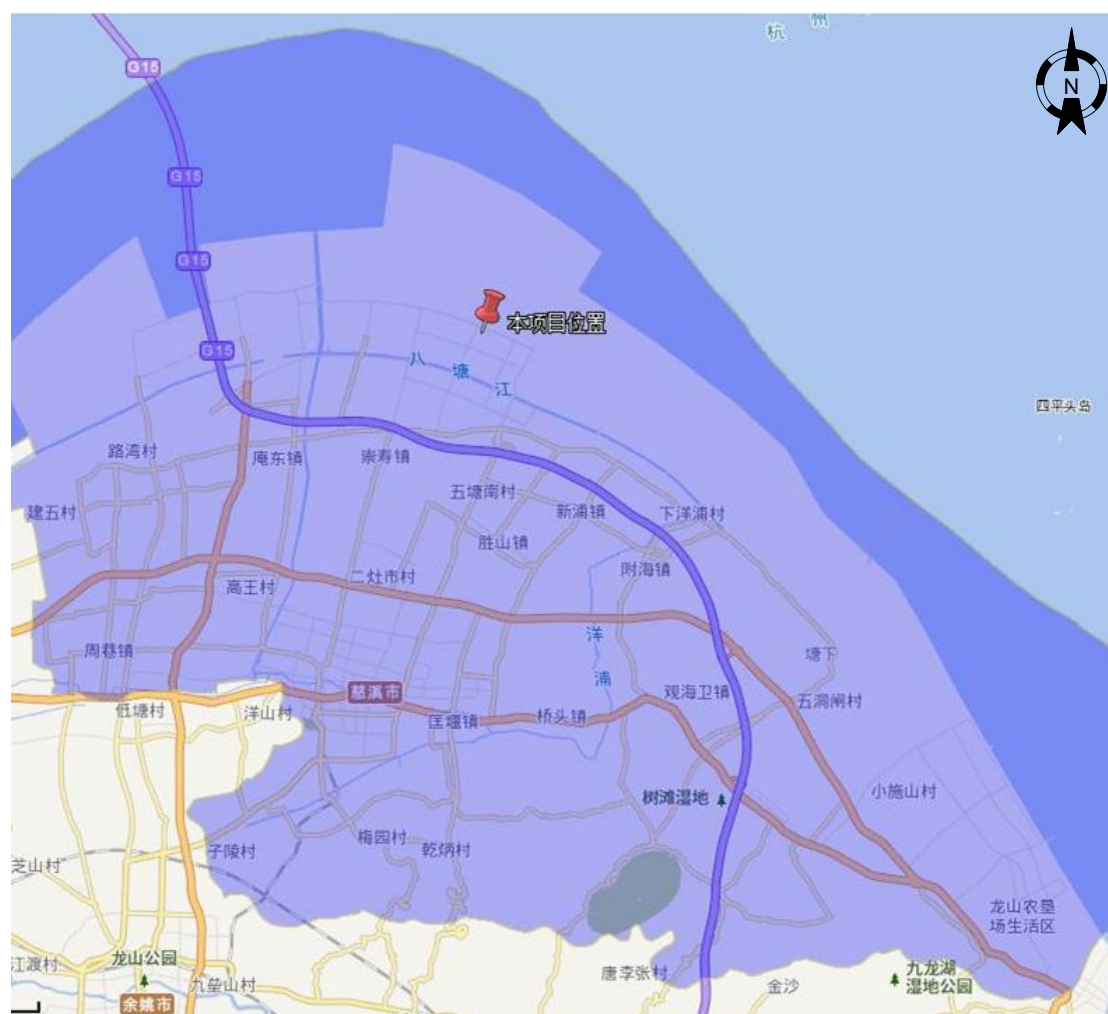 杭 州
G15
N
G15
G15
本项目位置
G15
八 塘 江
四平头岛
路湾村
庵东镇
崇寿镇
五塘南村
建五村
新浦镇
下洋浦村
胜山镇
附海镇
二灶市村
高王村
洋 浦
周巷镇
塘下
慈溪市
观海卫镇
五洞闸村
低塘村
洋山村
匡堰镇
桥头镇
小施山村
树滩湿地
梅园村
子陵村
乾炳村
芝山村
龙山农垦
场生活区
龙山公园
江渡村
唐李张村
九龙湖
湿地公园
九垒山村
金沙
余姚市